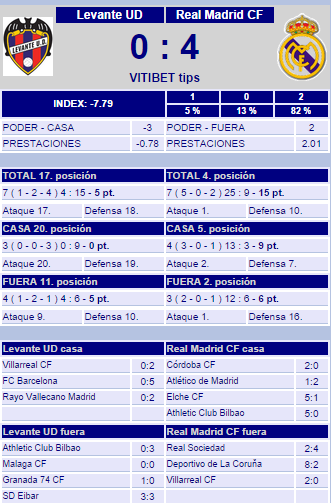 Levante UD Real Madrid CF
LEVANTE U.D.
0 : 4
VITIBET tips
INDEX: -7.79 1 0 2
5 % 13 % 82 %
PODER - CASA -3 PODER - FUERA 2
PRESTACIONES -0.78 PRESTACIONES 2.01
TOTAL 17. posición TOTAL 4. posición
7 ( 1 - 2 - 4 ) 4 : 15 - 5 pt. 7 ( 5 - 0 - 2 ) 25 : 9 - 15 pt.
Ataque 17. Defensa 18. Ataque 1. Defensa 10.
CASA 20. posición CASA 5. posición
3 ( 0 - 0 - 3 ) 0 : 9 - 0 pt. 4 ( 3 - 0 - 1 ) 13 : 3 - 9 pt.
Ataque 20. Defensa 19. Ataque 2. Defensa 7.
FUERA 11. posición FUERA 2. posición
4 ( 1 - 2 - 1 ) 4 : 6 - 5 pt. 3 ( 2 - 0 - 1 ) 12 : 6 - 6 pt.
Ataque 9. Defensa 10. Ataque 1. Defensa 16.
Levante UD casa Real Madrid CF casa
Villarreal CF 0:2 Córdoba CF 2:0
FC Barcelona 0:5 Atlético de Madrid 1:2
Rayo Vallecano Madrid 0:2 Elche CF 5:1
Athletic Club Bilbao 5:0
Levante UD fuera Real Madrid CF fuera
Athletic Club Bilbao 0:3 Real Sociedad 2:4
Malaga CF 0:0 Deportivo de La Coruña 8:2
Granada 74 CF 1:0 Villarreal CF 2:0
SD Eibar 3:3